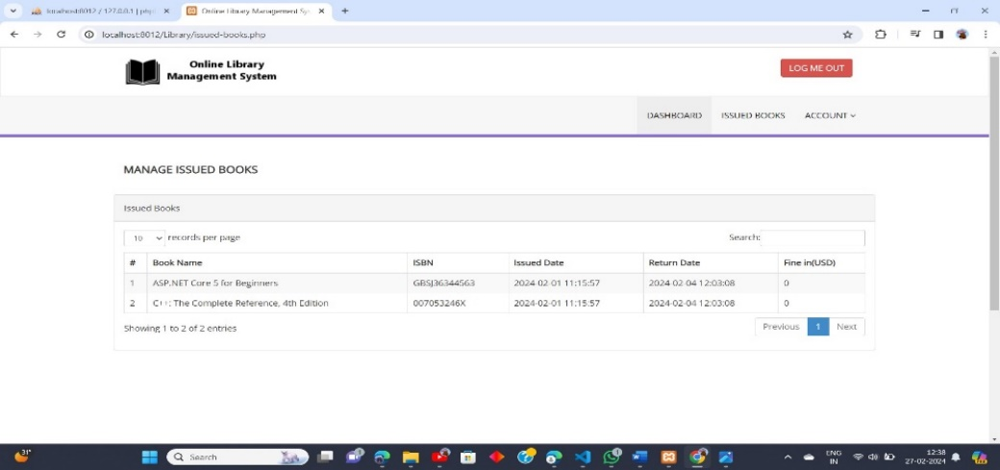 localhost:8012 / 127.0.0.1 | php
Online Library Management Sy
localhost:8012/Library/issued-books.php
Online Library
Management System
LOG ME OUT
DASHBOARD ISSUED BOOKS ACCOUNT
MANAGE ISSUED BOOKS
Issued Books
10 records per page Search:
# Book Name ISBN Issued Date Return Date Fine in(USD)
1 ASP.NET Core 5 for Beginners GBSJ36344563 2024-02-01 11:15:57 2024-02-04 12:03:08 0
2 C++: The Complete Reference, 4th Edition 007053246X 2024-02-01 11:15:57 2024-02-04 12:03:08 0
Showing 1 to 2 of 2 entries Previous 1 Next
31°
Search
ENG
IN
12:38
27-02-2024